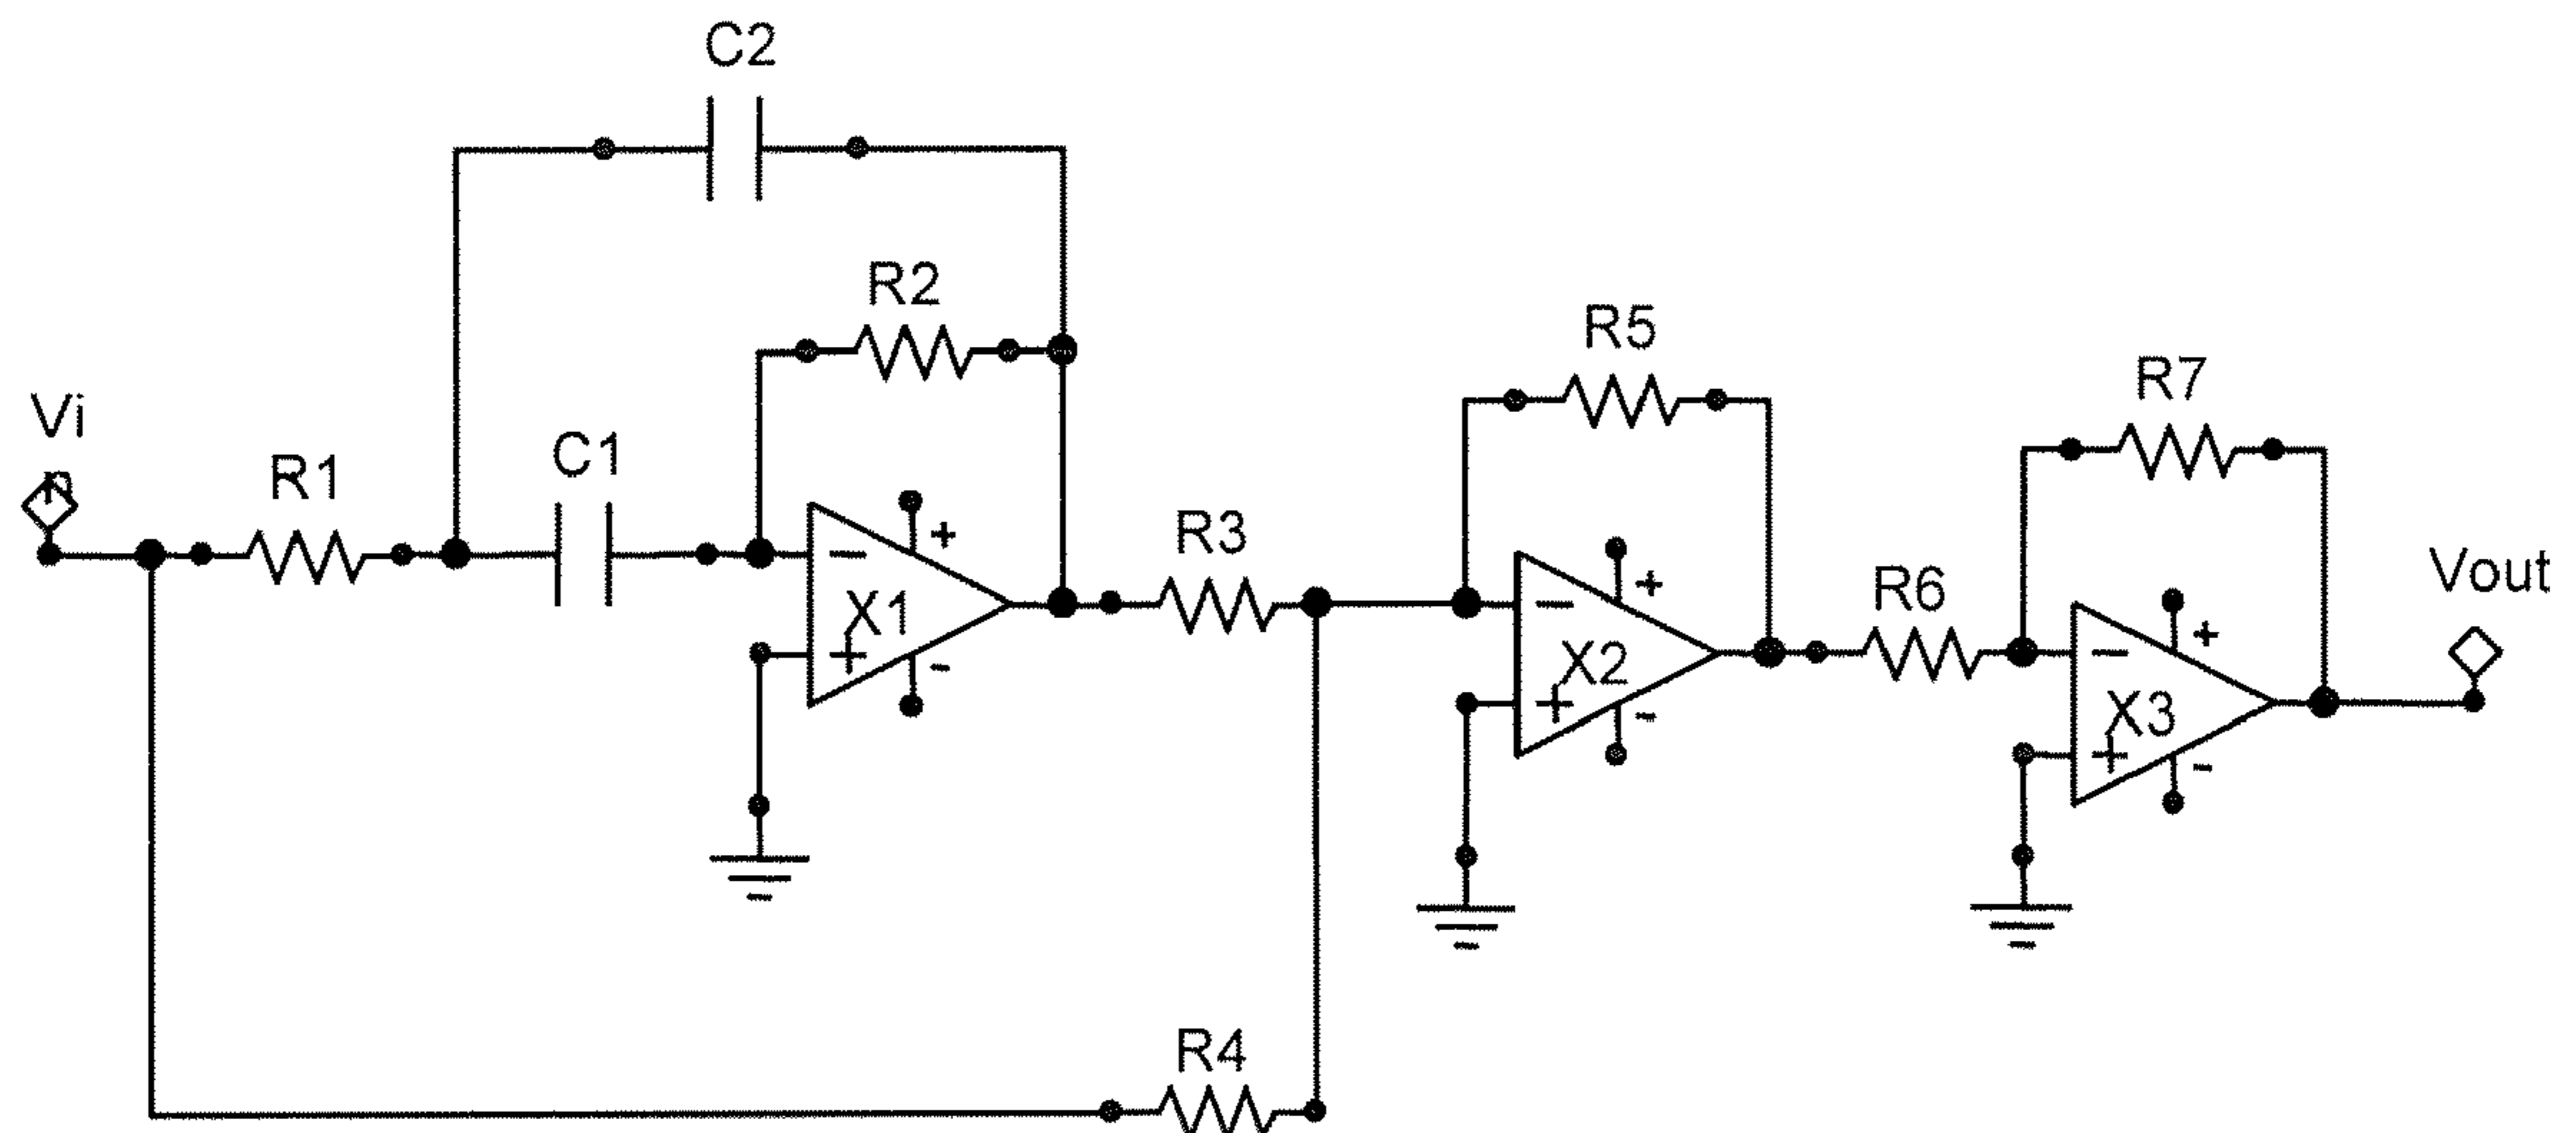 C2
R2
R5
R7
Vi
n
R1
C1
R3
R6
Vout
+
−
X1
+
-
+
−
X2
+
-
+
−
X3
+
-
R4